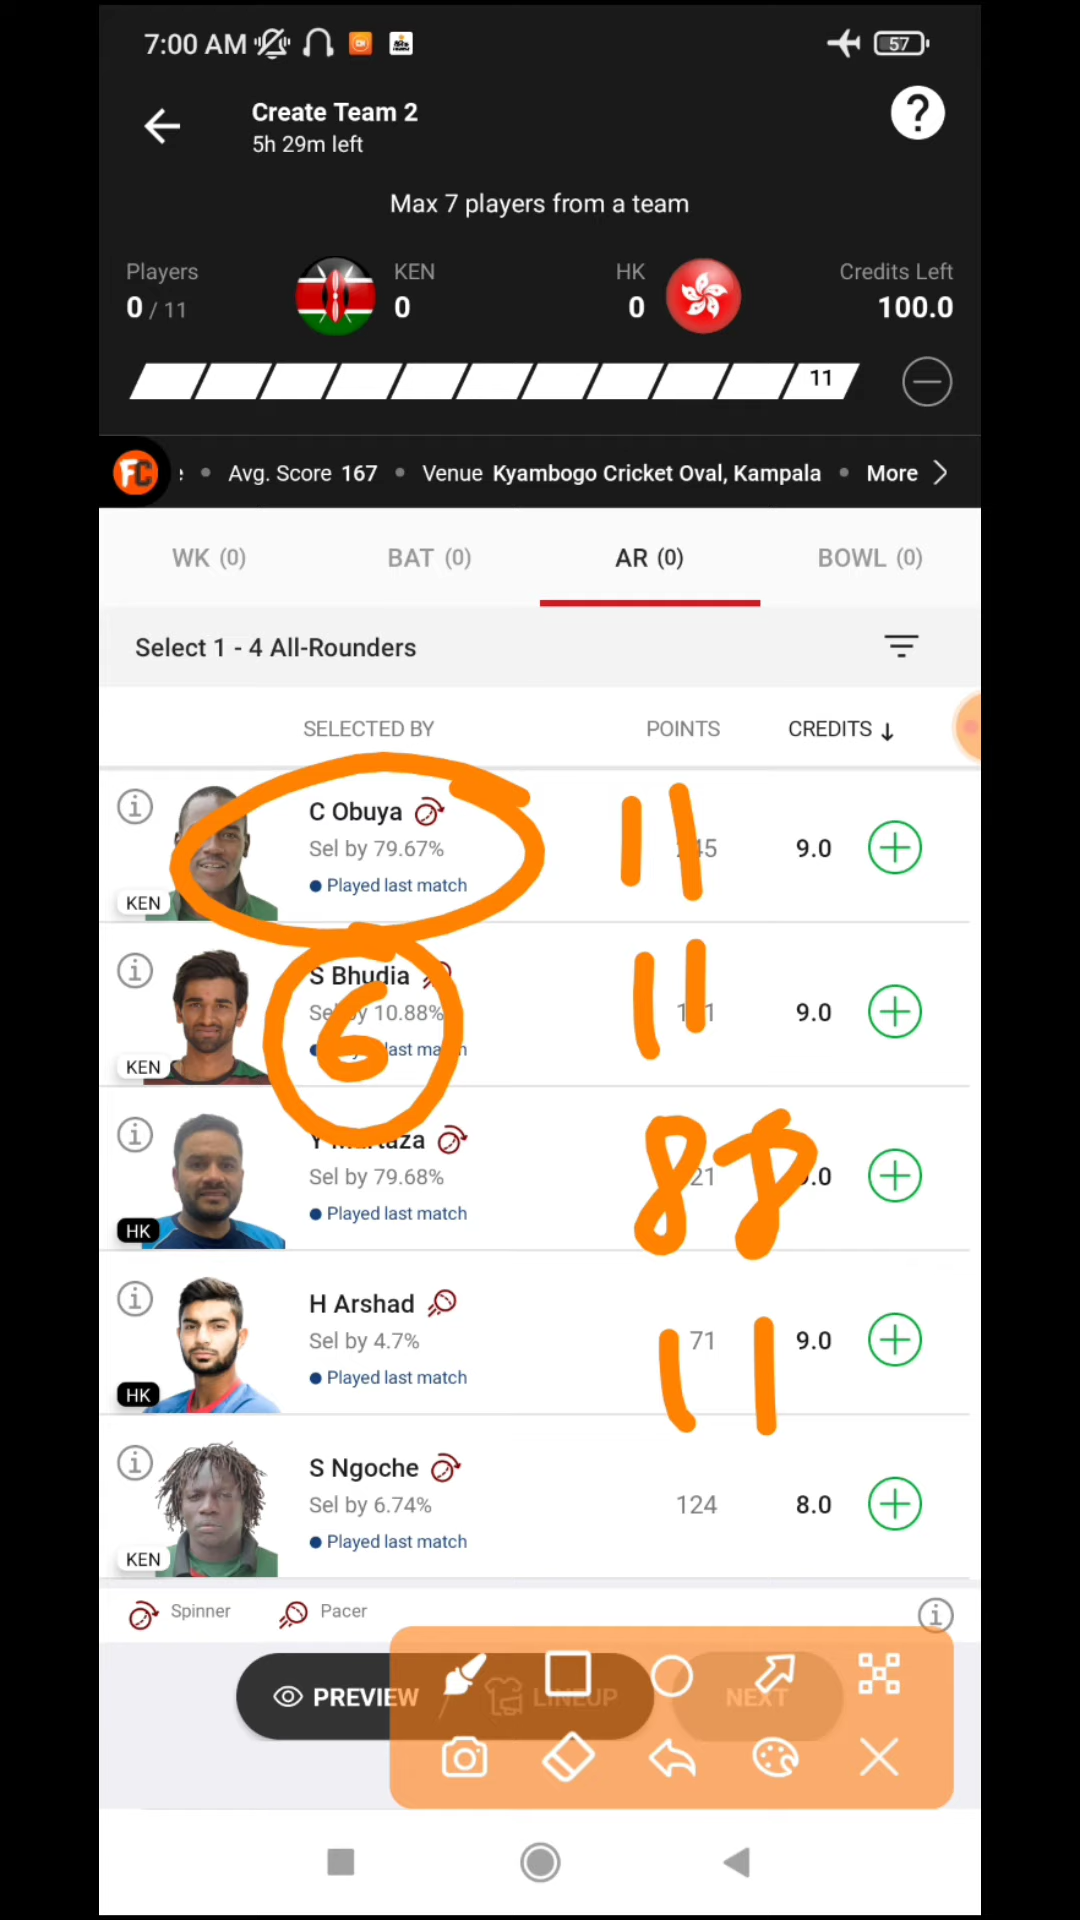 7:00 AM 57
Create Team 2
5h 29m left
Max 7 players from a team
Players KEN HK Credits Left
0 / 11 0 0 100.0
11
FC Avg. Score 167 • Venue Kyambogo Cricket Oval, Kampala • More
WK (0) BAT (0) AR (0) BOWL (0)
Select 1 - 4 All-Rounders
SELECTED BY POINTS CREDITS ↓
C Obuya
Sel by 79.67% 11 9.0
Played last match
KEN
S Bhudia
Sel by 10.88% 6 11 9.0
KEN
Sel by 79.68% 88
Played last match
HK
H Arshad
Sel by 4.7% 71 9.0
11
Played last match
HK
S Ngoche
Sel by 6.74% 124 8.0
Played last match
KEN
Spinner Pacer
PREVIEW LINEUP NEXT